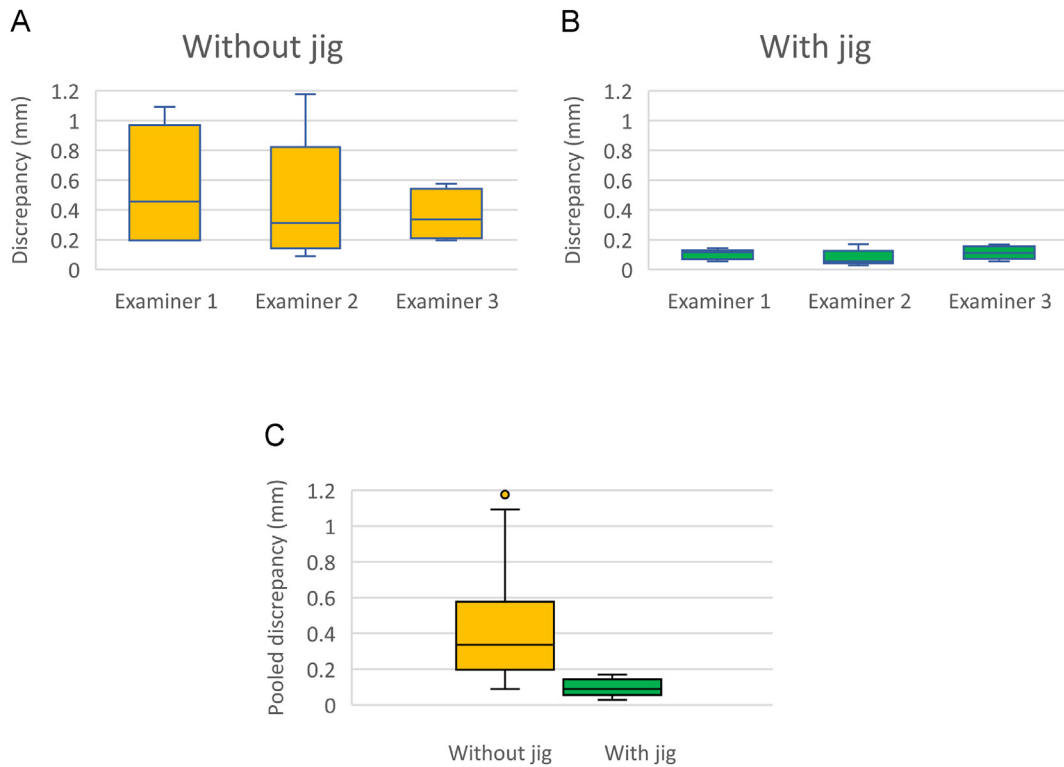 A
Without jig
Discrepancy (mm)
1.2
1
0.8
0.6
0.4
0.2
0
Examiner 1 Examiner 2 Examiner 3
B
With jig
Discrepancy (mm)
1.2
1
0.8
0.6
0.4
0.2
0
Examiner 1 Examiner 2 Examiner 3
C
Pooled discrepancy (mm)
1.2
1
0.8
0.6
0.4
0.2
0
Without jig With jig